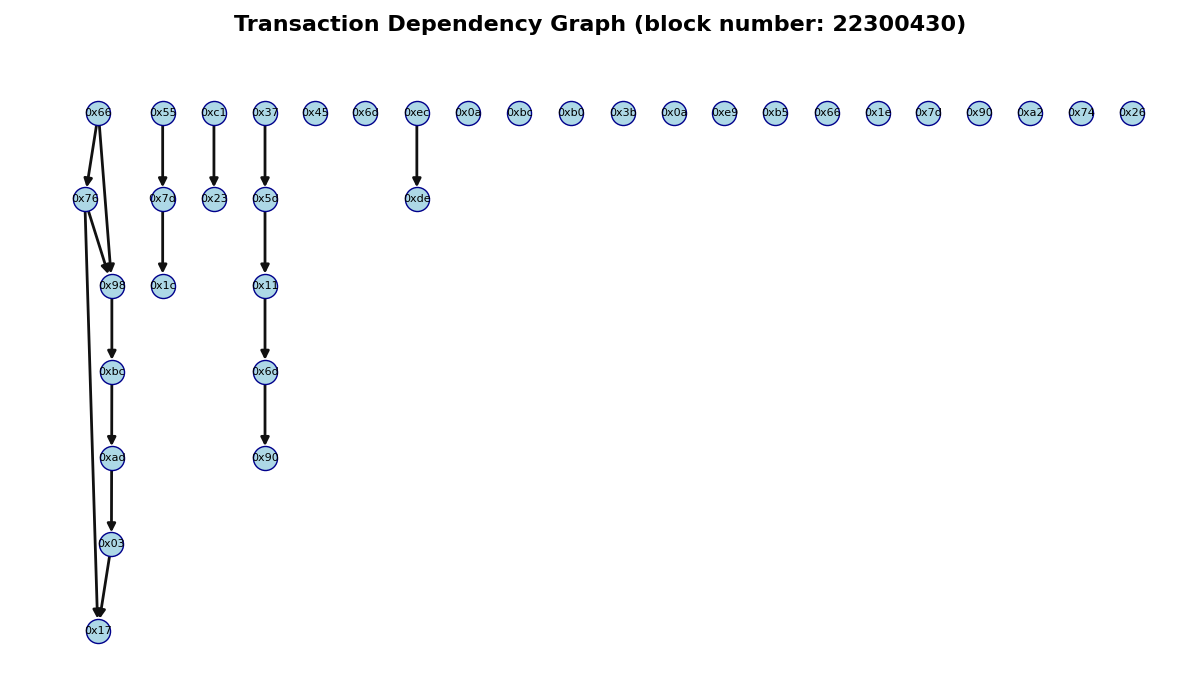 Transaction Dependency Graph (block number: 22300430)
0x66 0x55 0xc1 0x37 0x45 0x6d 0xec 0x0a 0xbc 0xb0 0x3b 0x0a 0xe9 0xb5 0x66 0x1e 0x7d 0x90 0xa2 0x74 0x26
0x76 0x7d 0x23 0x5d 0xde
0x98 0x1c 0x11
0xbc 0x6d
0xad 0x90
0x03
0x17